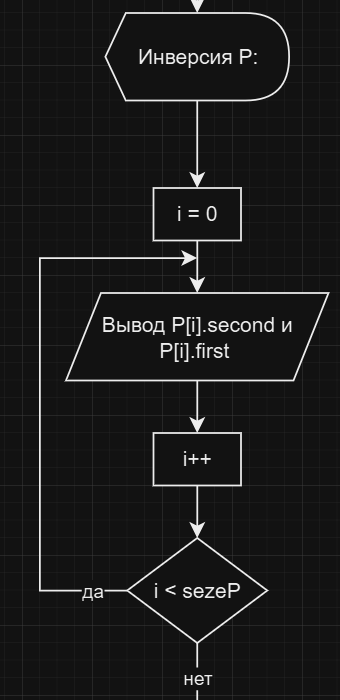 Инверсия P:
i = 0
Вывод P[i].second и
P[i].first
i++
i < sezeP
да
нет